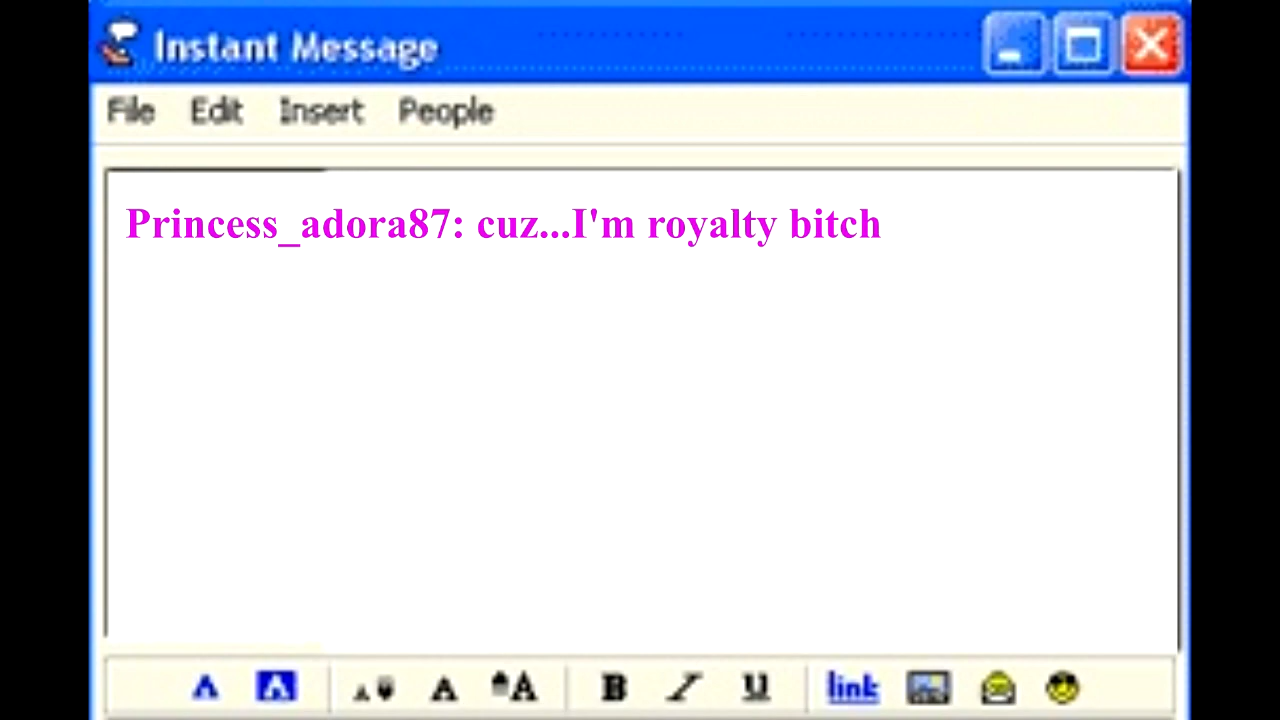 Instant Message
File Edit Insert People
Princess_adora87: cuz...I'm royalty bitch
A A A A A B I U link